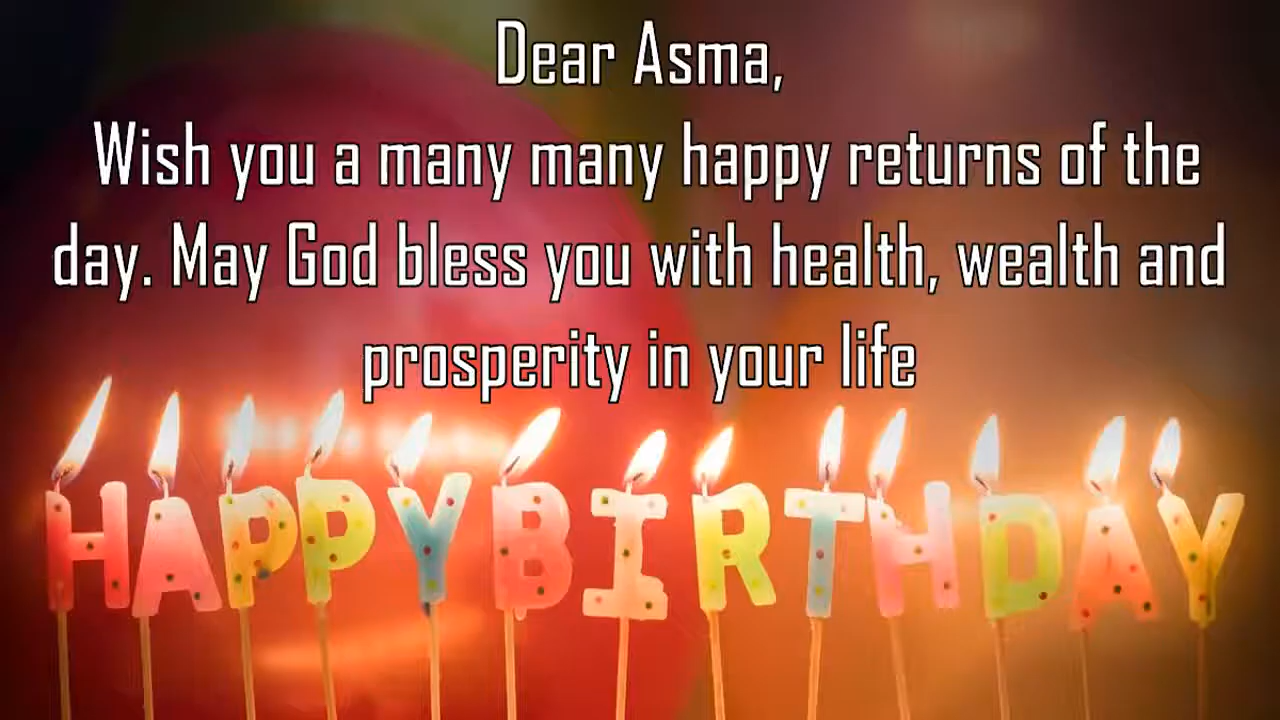 Dear Asma,
Wish you a many many happy returns of the
day. May God bless you with health, wealth and
prosperity in your life
HAPPY BIRTHDAY